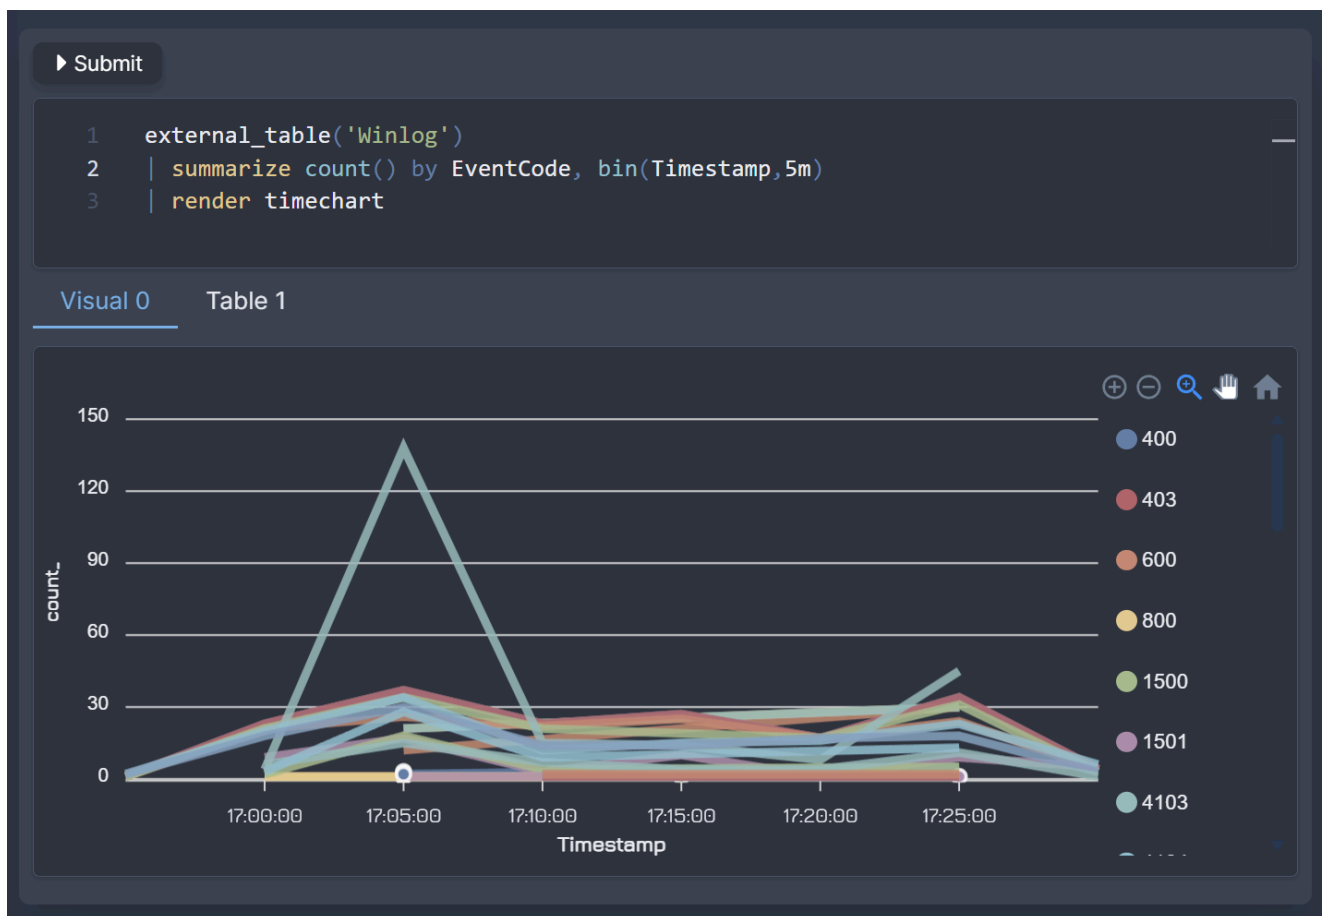 Submit
1 external_table('Winlog')
2 | summarize count() by EventCode, bin(Timestamp,5m)
3 | render timechart
Visual 0 Table 1
150
120
90
60
30
0
count_
17:00:00 17:05:00 17:10:00 17:15:00 17:20:00 17:25:00
Timestamp
400
403
600
800
1500
1501
4103